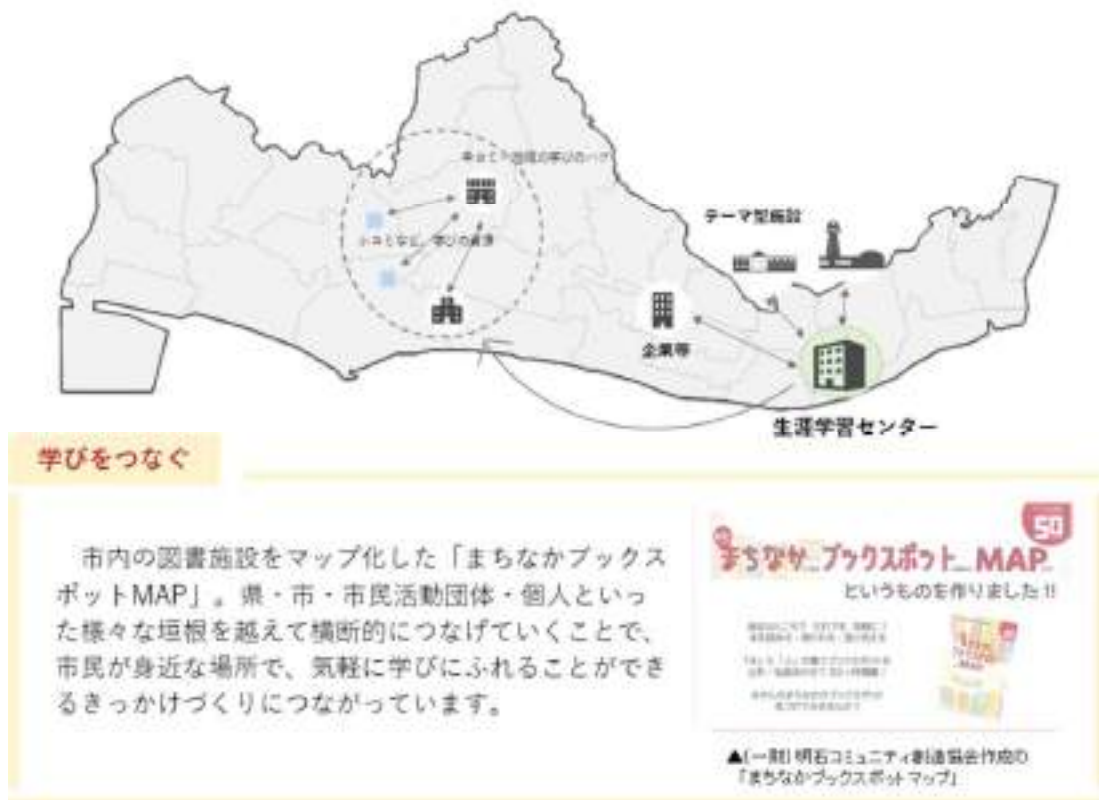 テーマ型施設
企業等
生涯学習センター
学びをつなぐ
市内の図書施設をマップ化した「まちなかブックス
ポットMAP」。県・市・市民活動団体・個人といっ
た様々な垣根を越えて横断的につなげていくことで、
市民が身近な場所で、気軽に学びにふれることができ
るきっかけづくりにつながっています。
まちなか ブックスポット MAP
というものを作りました!!
▲(一財)明石コミュニティ創造協会作成の
「まちなかブックスポットマップ」